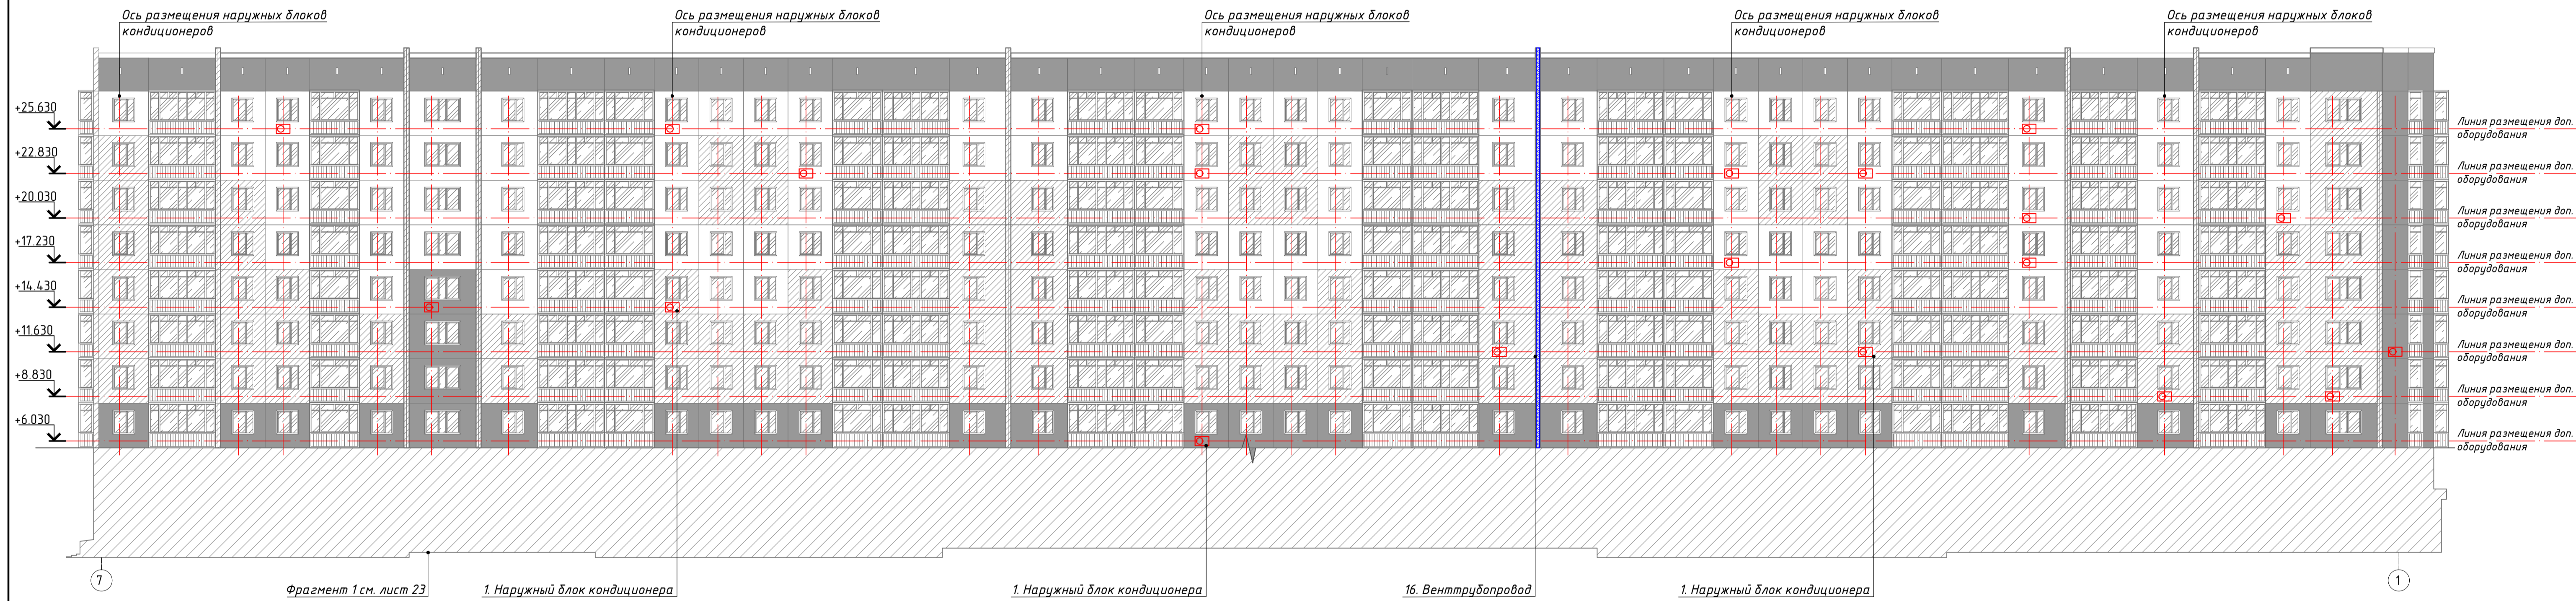 Ось размещения наружных блоков
кондиционеров
Ось размещения наружных блоков
кондиционеров
Ось размещения наружных блоков
кондиционеров
Ось размещения наружных блоков
кондиционеров
Ось размещения наружных блоков
кондиционеров
+25.630
+22.830
+20.030
+17.230
+14.430
+11.630
+8.830
+6.030
Линия размещения доп.
оборудования
Линия размещения доп.
оборудования
Линия размещения доп.
оборудования
Линия размещения доп.
оборудования
Линия размещения доп.
оборудования
Линия размещения доп.
оборудования
Линия размещения доп.
оборудования
Линия размещения доп.
оборудования
7
Фрагмент 1 см. лист 23
1. Наружный блок кондиционера
1. Наружный блок кондиционера
16. Венттрубопровод
1. Наружный блок кондиционера
1